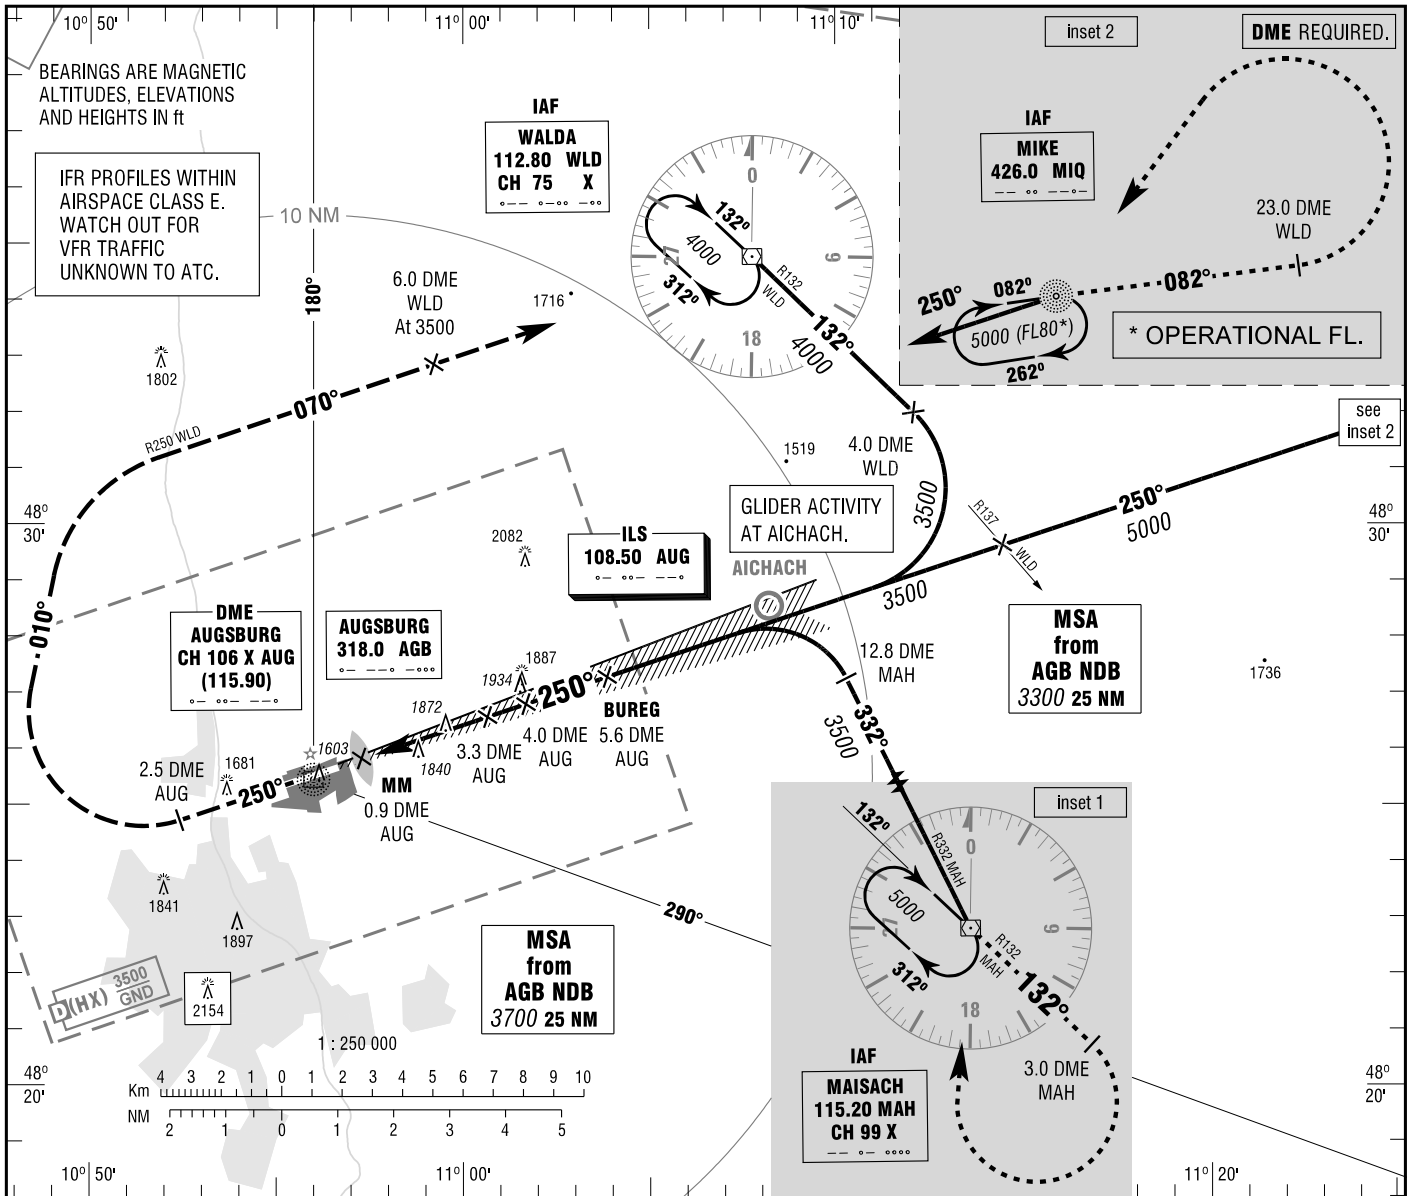 10° 50'
11° 00'
11° 10'
BEARINGS ARE MAGNETIC
ALTITUDES, ELEVATIONS
AND HEIGHTS IN ft
IFR PROFILES WITHIN
AIRSPACE CLASS E.
WATCH OUT FOR
VFR TRAFFIC
UNKNOWN TO ATC.
10 NM
180°
IAF
WALDA
112.80 WLD
CH 75 X
0
6
18
27
132°
4000
312°
R132
WLD
132°
4000
inset 2
DME REQUIRED.
IAF
MIKE
426.0 MIQ
23.0 DME
WLD
082°
250°
082°
5000 (FL80*)
262°
* OPERATIONAL FL.
see
inset 2
6.0 DME
WLD
At 3500
1716
1802
070°
R250 WLD
1519
4.0 DME
WLD
3500
GLIDER ACTIVITY
AT AICHACH.
AICHACH
R137
WLD
250°
5000
3500
48°
30'
48°
30'
2082
ILS
108.50 AUG
010°
DME
AUGSBURG
CH 106 X AUG
(115.90)
AUGSBURG
318.0 AGB
1887
1934
250°
1872
BUREG
5.6 DME
AUG
4.0 DME
AUG
3.3 DME
AUG
1840
1603
MM
0.9 DME
AUG
2.5 DME
AUG
1681
250°
12.8 DME
MAH
332°
3500
MSA
from
AGB NDB
3300 25 NM
1736
1841
1897
2154
D(HX) 3500
GND
290°
MSA
from
AGB NDB
3700 25 NM
inset 1
132°
R332 MAH
0
6
18
27
5000
312°
R132
MAH
132°
3.0 DME
MAH
IAF
MAISACH
115.20 MAH
CH 99 X
1 : 250 000
Km 4 3 2 1 0 1 2 3 4 5 6 7 8 9 10
NM
2 1 0 1 2 3 4 5
48°
20'
48°
20'
10° 50'
11° 00'
11° 20'